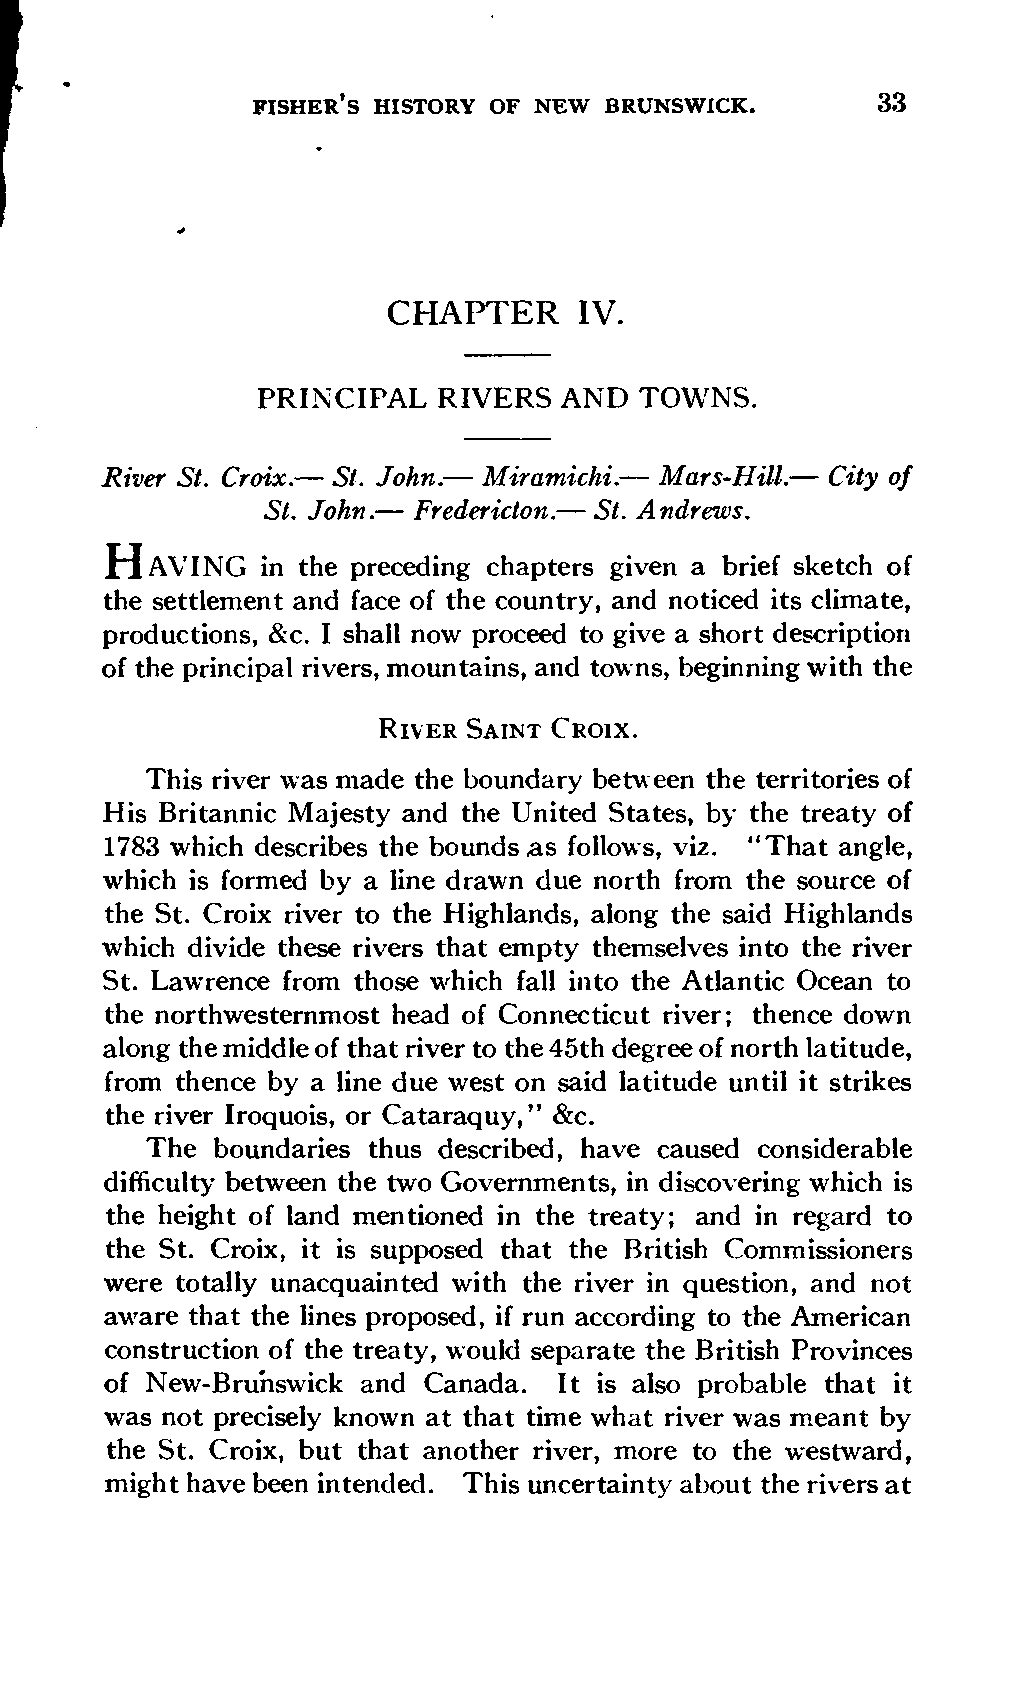 FISHER'S HISTORY OF NEW BRUNSWICK. 33
CHAPTER IV.
PRINCIPAL RIVERS AND TOWNS.
River St. Croix.— St. John.— Miramichi.— Mars-Hill.— City of
St. John.— Fredericton.— St. Andrews.
HAVING in the preceding chapters given a brief sketch of
the settlement and face of the country, and noticed its climate,
productions, &c. I shall now proceed to give a short description
of the principal rivers, mountains, and towns, beginning with the
RIVER SAINT CROIX.
This river was made the boundary between the territories of
His Britannic Majesty and the United States, by the treaty of
1783 which describes the bounds as follows, viz. "That angle,
which is formed by a line drawn due north from the source of
the St. Croix river to the Highlands, along the said Highlands
which divide these rivers that empty themselves into the river
St. Lawrence from those which fall into the Atlantic Ocean to
the northwesternmost head of Connecticut river; thence down
along the middle of that river to the 45th degree of north latitude,
from thence by a line due west on said latitude until it strikes
the river Iroquois, or Cataraquy," &c.
The boundaries thus described, have caused considerable
difficulty between the two Governments, in discovering which is
the height of land mentioned in the treaty; and in regard to
the St. Croix, it is supposed that the British Commissioners
were totally unacquainted with the river in question, and not
aware that the lines proposed, if run according to the American
construction of the treaty, would separate the British Provinces
of New-Brunswick and Canada. It is also probable that it
was not precisely known at that time what river was meant by
the St. Croix, but that another river, more to the westward,
might have been intended. This uncertainty about the rivers at